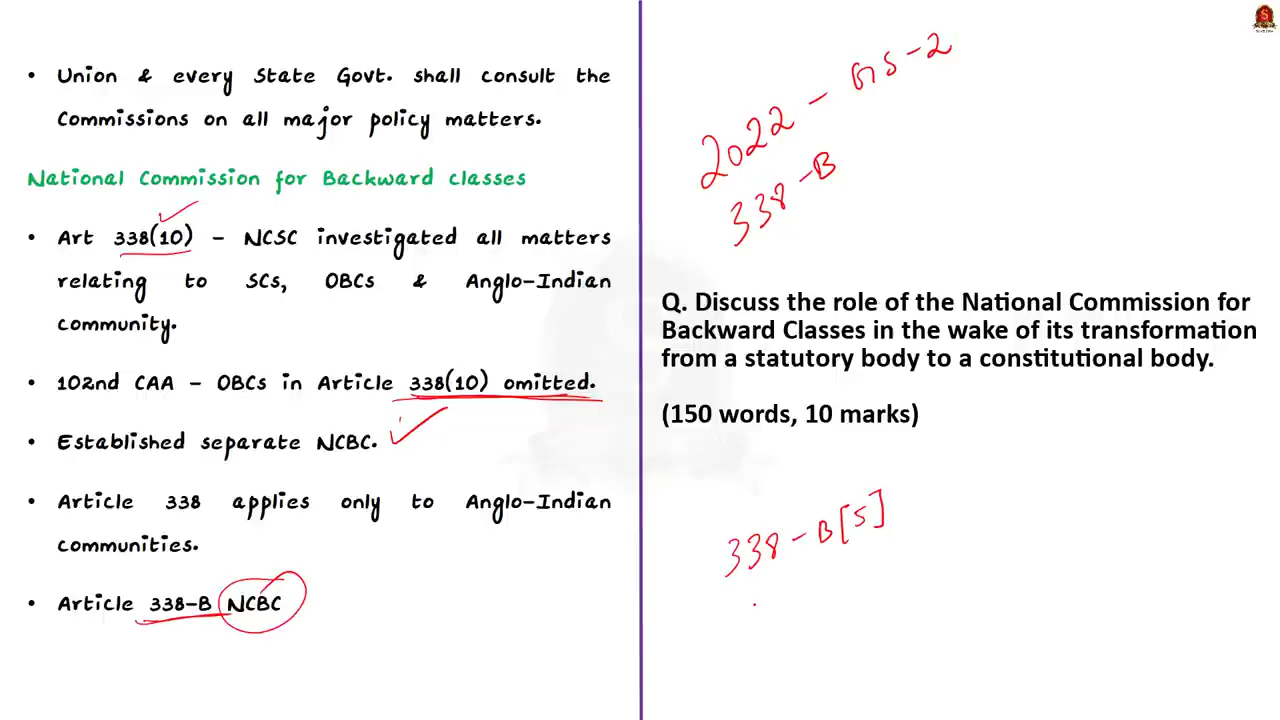 • Union & every State Govt. shall consult the
Commissions on all major policy matters.
National Commission for Backward classes
• Art 338(10) – NCSC investigated all matters
relating to SCs, OBCs & Anglo-Indian
community.
• 102nd CAA – OBCs in Article 338(10) omitted.
• Established separate NCBC.
• Article 338 applies only to Anglo-Indian
communities.
• Article 338-B NCBC
2022 – GS-2
338-B
Q. Discuss the role of the National Commission for
Backward Classes in the wake of its transformation
from a statutory body to a constitutional body.
(150 words, 10 marks)
338-B[5]